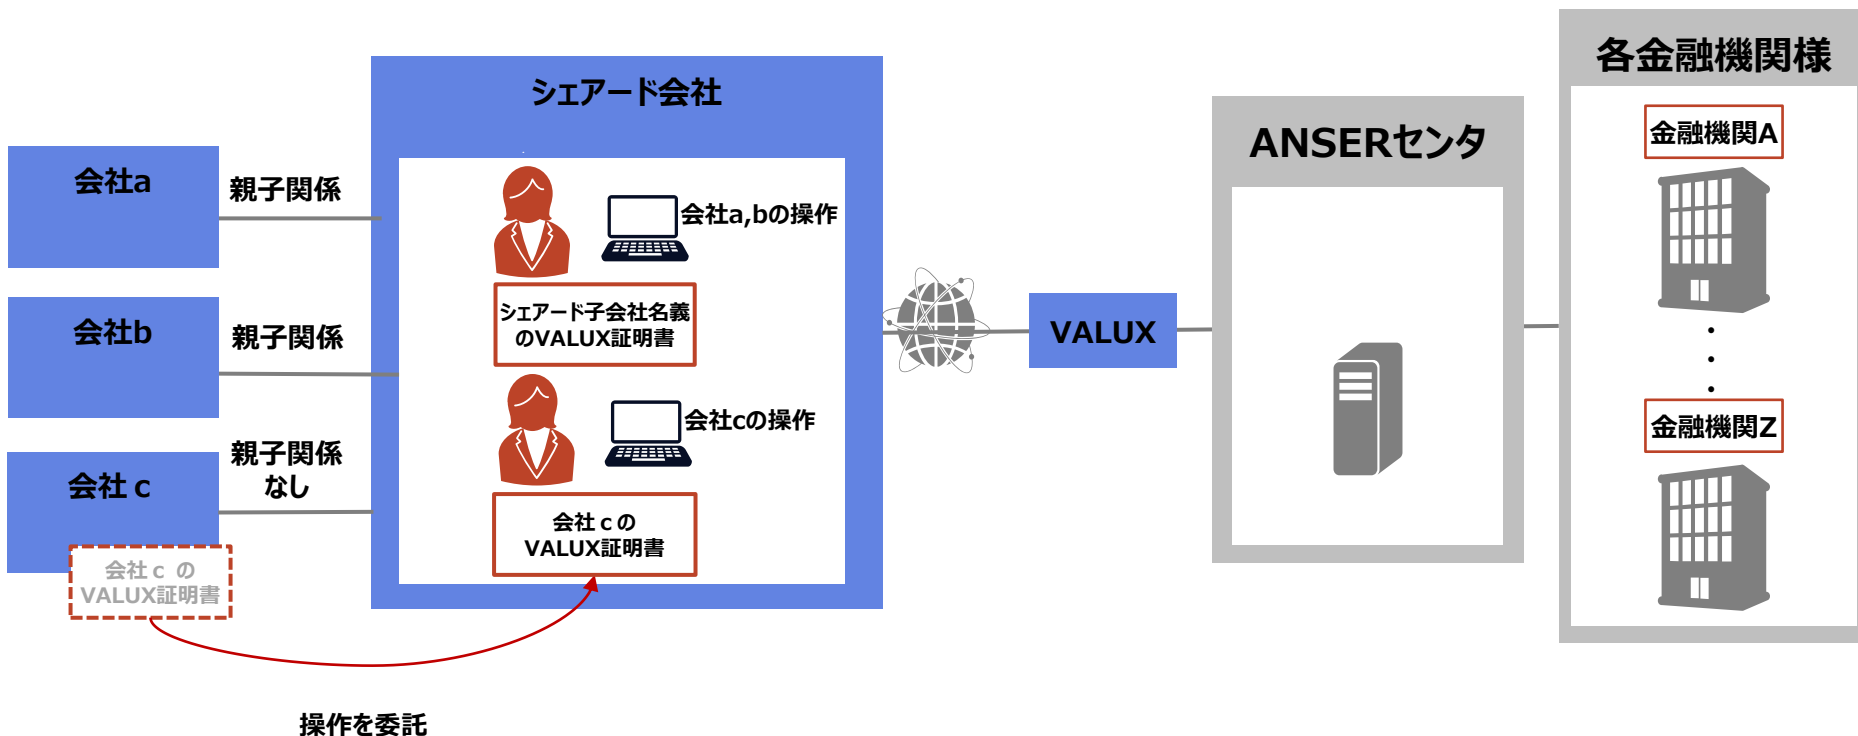 各金融機関様
シェアード会社
ANSERセンタ
金融機関A
会社a
親子関係
会社a,bの操作
シェアード子会社名義
のVALUX証明書
会社b
親子関係
VALUX
・
・
・
会社cの操作
金融機関Z
親子関係
なし
会社 c
会社 c の
VALUX証明書
会社 c の
VALUX証明書
操作を委託